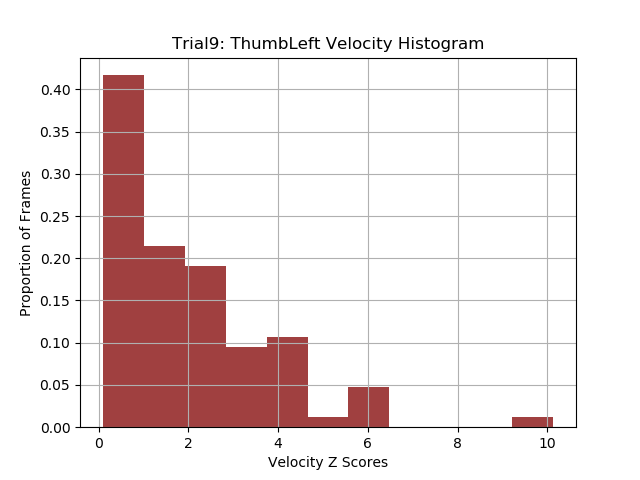 Trial9: ThumbLeft Velocity Histogram
0.40
0.35
0.30
0.25
0.20
0.15
0.10
0.05
0.00
Proportion of Frames
0 2 4 6 8 10
Velocity Z Scores